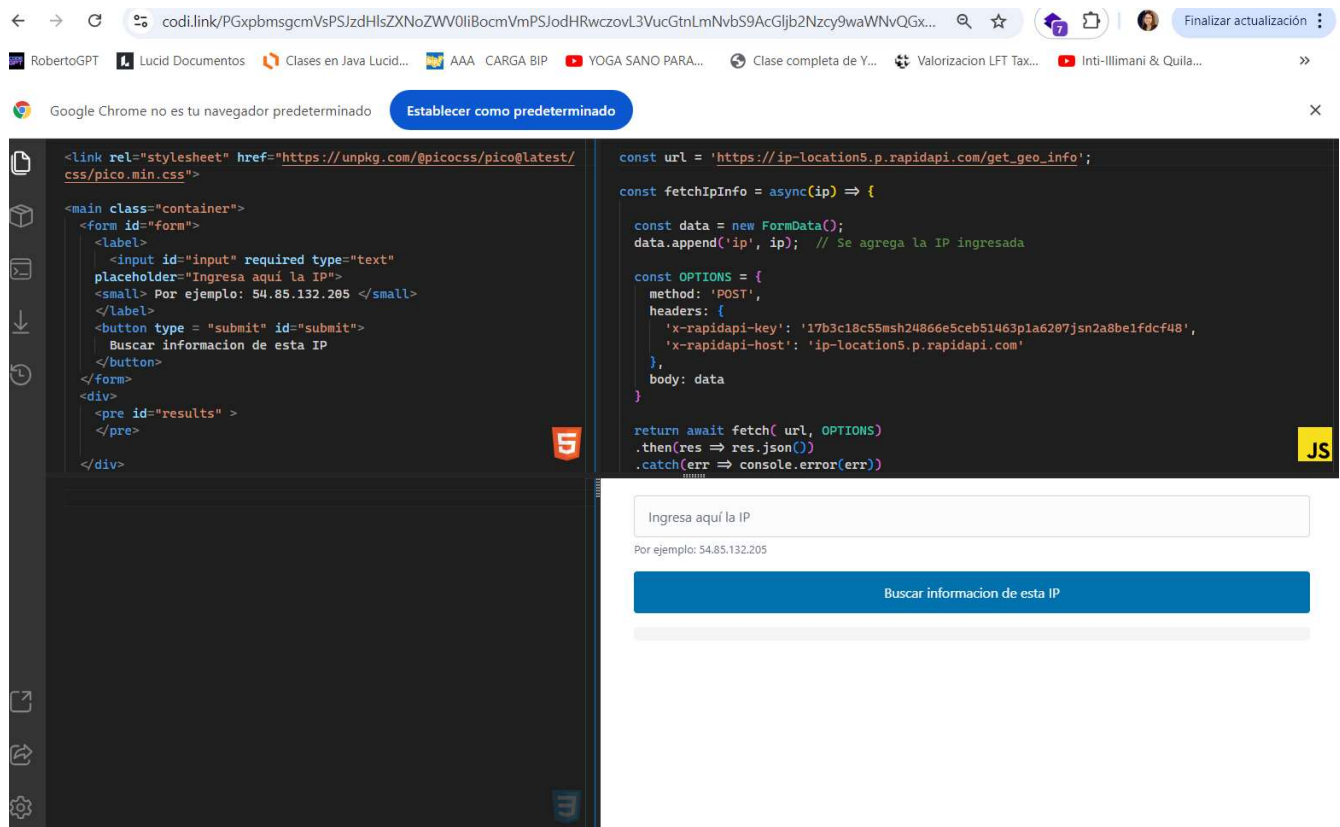 codi.link/PGxpbmsgcmVsPSJzdHlsZXNoZWV0IiBocmVmPSJodHRwczovL3VucGtnLmNvbS9AcGljb2Nzcy9waWNvQGx...
Finalizar actualización
RobertoGPT Lucid Documentos Clases en Java Lucid... AAA CARGA BIP YOGA SANO PARA... Clase completa de Y... Valorizacion LFT Tax... Inti-Illimani & Quila... »
Google Chrome no es tu navegador predeterminado Establecer como predeterminado
<link rel="stylesheet" href="https://unpkg.com/@picocss/pico@latest/
css/pico.min.css">
<main class="container">
<form id="form">
<label>
<input id="input" required type="text"
placeholder="Ingresa aquí la IP">
<small> Por ejemplo: 54.85.132.205 </small>
</label>
<button type = "submit" id="submit">
Buscar informacion de esta IP
</button>
</form>
<div>
<pre id="results" >
</pre>
</div>
5
const url = 'https://ip-location5.p.rapidapi.com/get_geo_info';
const fetchIpInfo = async(ip) => {
const data = new FormData();
data.append('ip', ip); // Se agrega la IP ingresada
const OPTIONS = {
method: 'POST',
headers: {
'x-rapidapi-key': '17b3c18c55msh24866e5ceb51463p1a6207jsn2a8be1fdcf48',
'x-rapidapi-host': 'ip-location5.p.rapidapi.com'
},
body: data
}
return await fetch( url, OPTIONS)
.then(res => res.json())
.catch(err => console.error(err))
JS
Ingresa aquí la IP
Por ejemplo: 54.85.132.205
Buscar informacion de esta IP